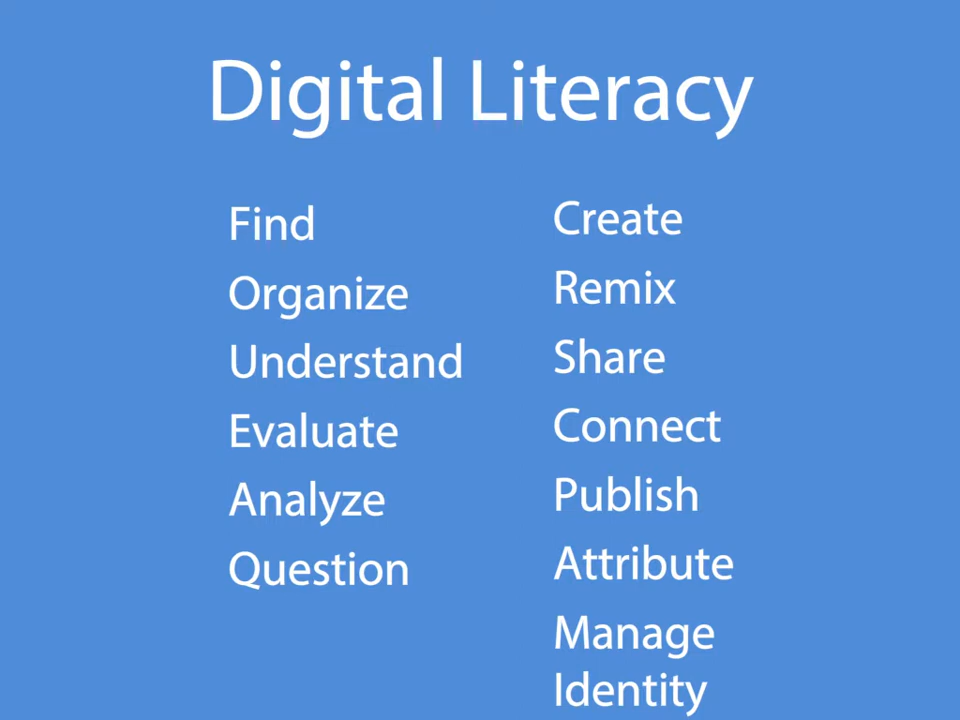 Digital Literacy
Find
Organize
Understand
Evaluate
Analyze
Question
Create
Remix
Share
Connect
Publish
Attribute
Manage
Identity